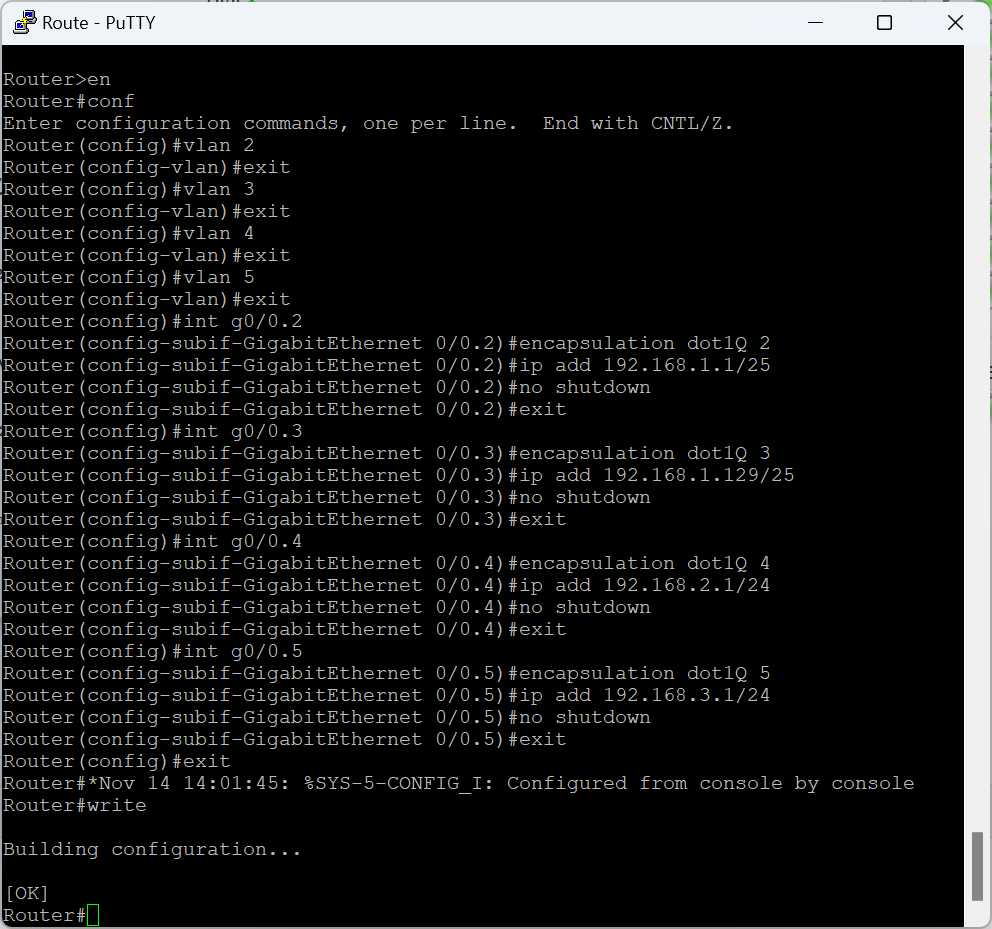 Route - PuTTY
Router>en
Router#conf
Enter configuration commands, one per line.  End with CNTL/Z.
Router(config)#vlan 2
Router(config-vlan)#exit
Router(config)#vlan 3
Router(config-vlan)#exit
Router(config)#vlan 4
Router(config-vlan)#exit
Router(config)#vlan 5
Router(config-vlan)#exit
Router(config)#int g0/0.2
Router(config-subif-GigabitEthernet 0/0.2)#encapsulation dot1Q 2
Router(config-subif-GigabitEthernet 0/0.2)#ip add 192.168.1.1/25
Router(config-subif-GigabitEthernet 0/0.2)#no shutdown
Router(config-subif-GigabitEthernet 0/0.2)#exit
Router(config)#int g0/0.3
Router(config-subif-GigabitEthernet 0/0.3)#encapsulation dot1Q 3
Router(config-subif-GigabitEthernet 0/0.3)#ip add 192.168.1.129/25
Router(config-subif-GigabitEthernet 0/0.3)#no shutdown
Router(config-subif-GigabitEthernet 0/0.3)#exit
Router(config)#int g0/0.4
Router(config-subif-GigabitEthernet 0/0.4)#encapsulation dot1Q 4
Router(config-subif-GigabitEthernet 0/0.4)#ip add 192.168.2.1/24
Router(config-subif-GigabitEthernet 0/0.4)#no shutdown
Router(config-subif-GigabitEthernet 0/0.4)#exit
Router(config)#int g0/0.5
Router(config-subif-GigabitEthernet 0/0.5)#encapsulation dot1Q 5
Router(config-subif-GigabitEthernet 0/0.5)#ip add 192.168.3.1/24
Router(config-subif-GigabitEthernet 0/0.5)#no shutdown
Router(config-subif-GigabitEthernet 0/0.5)#exit
Router(config)#exit
Router#*Nov 14 14:01:45: %SYS-5-CONFIG_I: Configured from console by console
Router#write
Building configuration...
[OK]
Router#